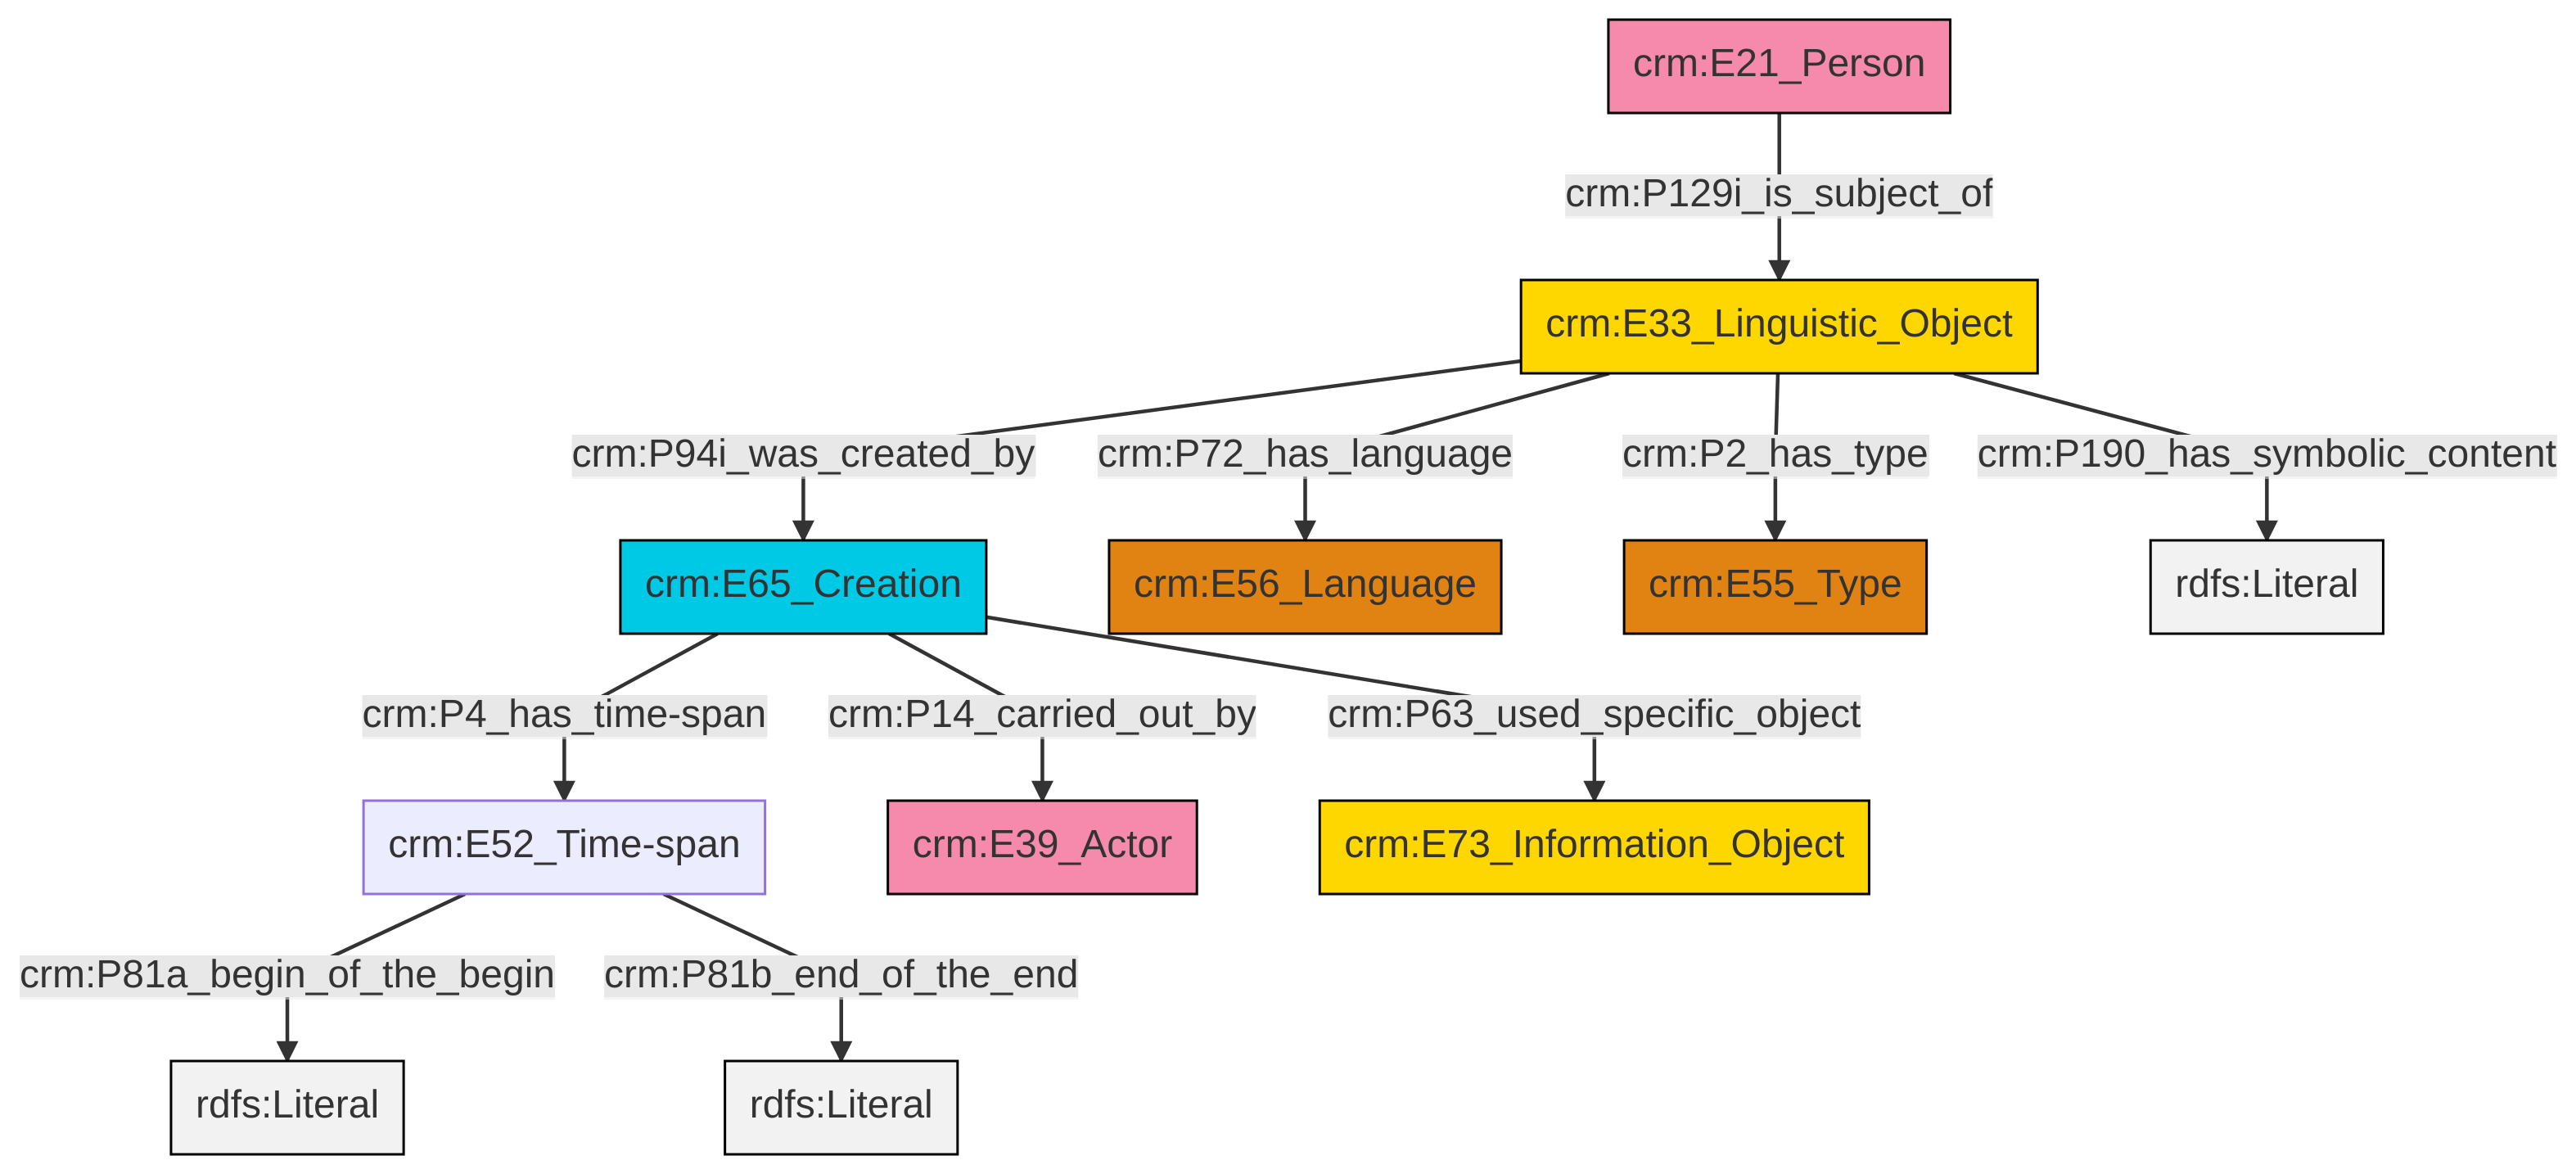 crm:E21_Person
crm:P129i_is_subject_of
crm:E33_Linguistic_Object
crm:P94i_was_created_by
crm:P72_has_language
crm:P2_has_type
crm:P190_has_symbolic_content
crm:E65_Creation
crm:E56_Language
crm:E55_Type
rdfs:Literal
crm:P4_has_time-span
crm:P14_carried_out_by
crm:P63_used_specific_object
crm:E52_Time-span
crm:E39_Actor
crm:E73_Information_Object
crm:P81a_begin_of_the_begin
crm:P81b_end_of_the_end
rdfs:Literal
rdfs:Literal